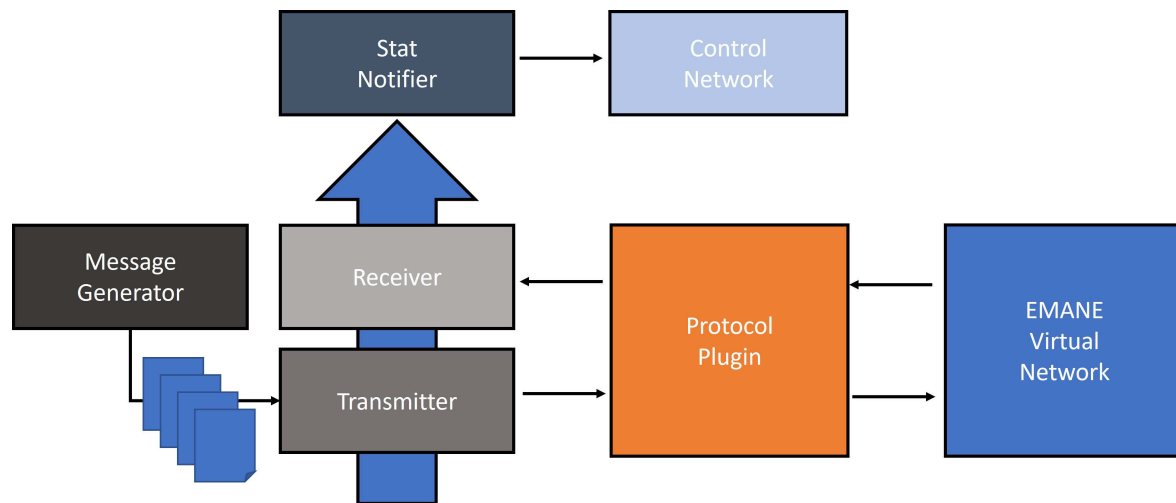 Stat
Notifier
Control
Network
Message
Generator
Receiver
Transmitter
Protocol
Plugin
EMANE
Virtual
Network